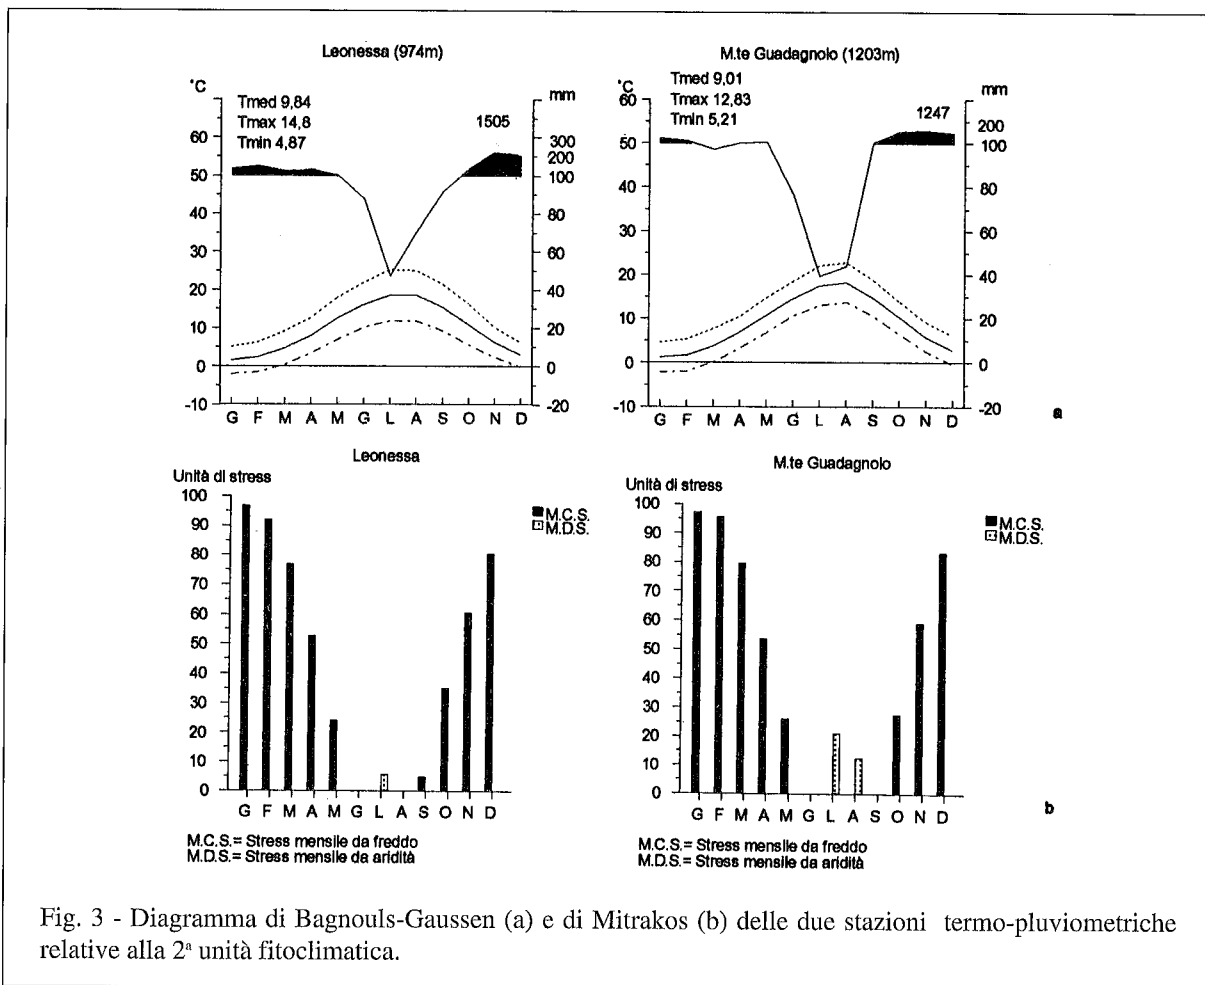 Leonessa (974m)
°C
mm
Tmed 9,84
Tmax 14,8
Tmin 4,87
1505
60
50
40
30
20
10
0
-10
300
200
100
80
60
40
20
0
-20
G F M A M G L A S O N D
M.te Guadagnolo (1203m)
°C
mm
Tmed 9,01
Tmax 12,83
Tmin 5,21
1247
60
50
40
30
20
10
0
-10
200
100
80
60
40
20
0
-20
G F M A M G L A S O N D
a
Leonessa
Unità di stress
100
90
80
70
60
50
40
30
20
10
0
M.C.S.
M.D.S.
G F M A M G L A S O N D
M.C.S.= Stress mensile da freddo
M.D.S.= Stress mensile da aridità
M.te Guadagnolo
Unità di stress
100
90
80
70
60
50
40
30
20
10
0
M.C.S.
M.D.S.
G F M A M G L A S O N D
b
M.C.S.= Stress mensile da freddo
M.D.S.= Stress mensile da aridità
Fig. 3 - Diagramma di Bagnouls-Gaussen (a) e di Mitrakos (b) delle due stazioni termo-pluviometriche
relative alla 2ª unità fitoclimatica.